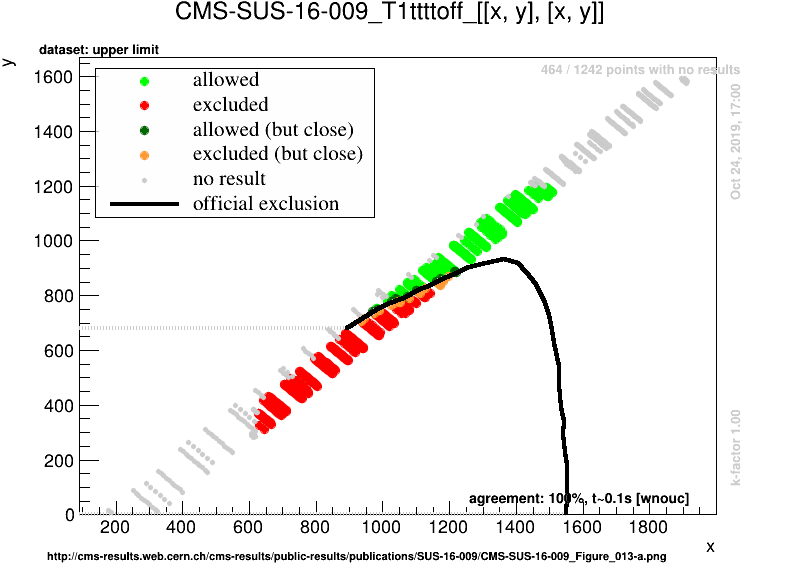 CMS-SUS-16-009_T1ttttoff_[[x, y], [x, y]]
dataset: upper limit
y
464 / 1242 points with no results
allowed
excluded
allowed (but close)
excluded (but close)
no result
official exclusion
1600
1400
1200
1000
800
600
400
200
0
200 400 600 800 1000 1200 1400 1600 1800
x
agreement: 100%, t~0.1s [wnouc]
Oct 24, 2019, 17:00
k-factor 1.00
http://cms-results.web.cern.ch/cms-results/public-results/publications/SUS-16-009/CMS-SUS-16-009_Figure_013-a.png